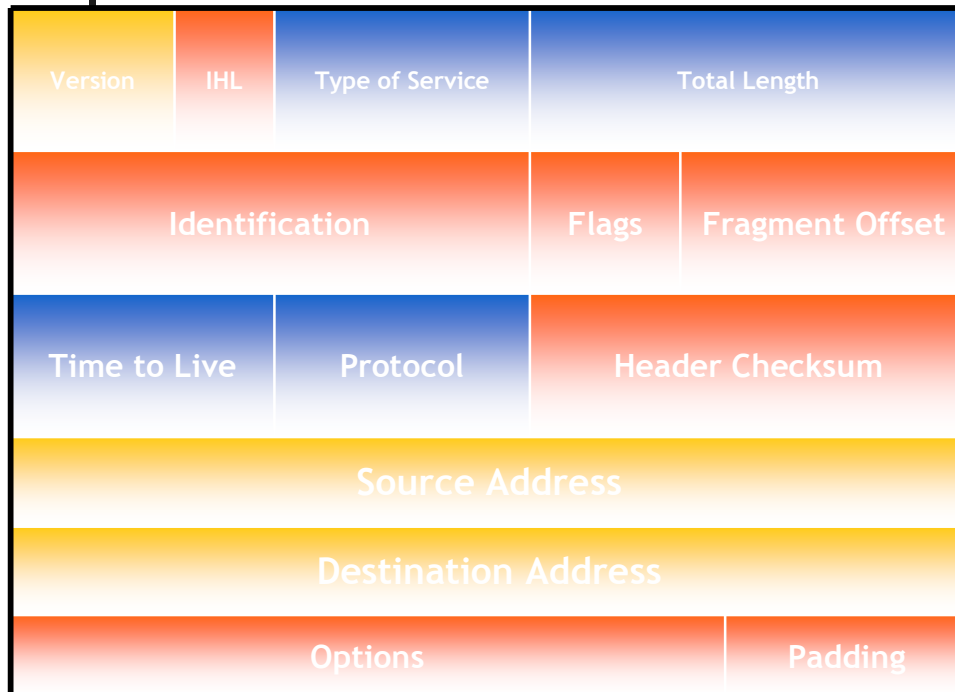 Version IHL Type of Service Total Length
Identification Flags Fragment Offset
Time to Live Protocol Header Checksum
Source Address
Destination Address
Options Padding